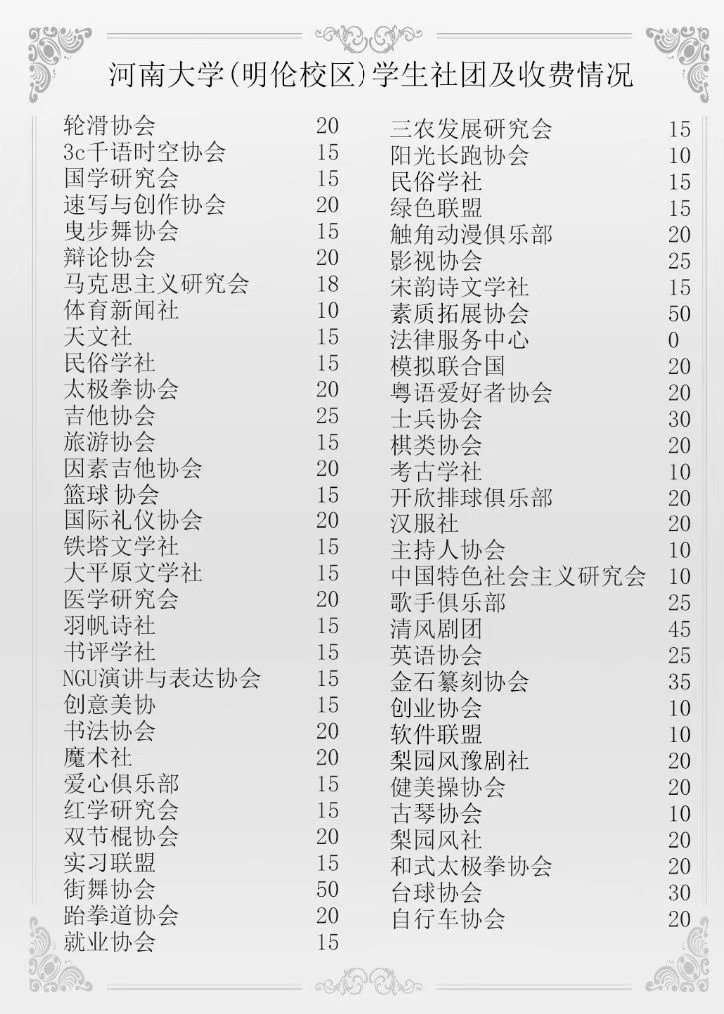 河南大学(明伦校区)学生社团及收费情况
轮滑协会 20
3c千语时空协会 15
国学研究会 15
速写与创作协会 20
曳步舞协会 15
辩论协会 20
马克思主义研究会 18
体育新闻社 10
天文社 15
民俗学社 15
太极拳协会 20
吉他协会 25
旅游协会 15
因素吉他协会 20
篮球协会 15
国际礼仪协会 20
铁塔文学社 15
大平原文学社 15
医学研究会 20
羽帆诗社 15
书评学社 15
NGU演讲与表达协会 15
创意美协 15
书法协会 20
魔术社 20
爱心俱乐部 15
红学研究会 15
双节棍协会 20
实习联盟 15
街舞协会 50
跆拳道协会 20
就业协会 15
三农发展研究会 15
阳光长跑协会 10
民俗学社 15
绿色联盟 15
触角动漫俱乐部 20
影视协会 25
宋韵诗文学社 15
素质拓展协会 50
法律服务中心 0
模拟联合国 20
粤语爱好者协会 20
士兵协会 30
棋类协会 20
考古学社 10
开欣排球俱乐部 20
汉服社 20
主持人协会 10
中国特色社会主义研究会 10
歌手俱乐部 25
清风剧团 45
英语协会 25
金石纂刻协会 35
创业协会 10
软件联盟 10
梨园风豫剧社 20
健美操协会 20
古琴协会 10
梨园风社 20
和式太极拳协会 20
台球协会 30
自行车协会 20